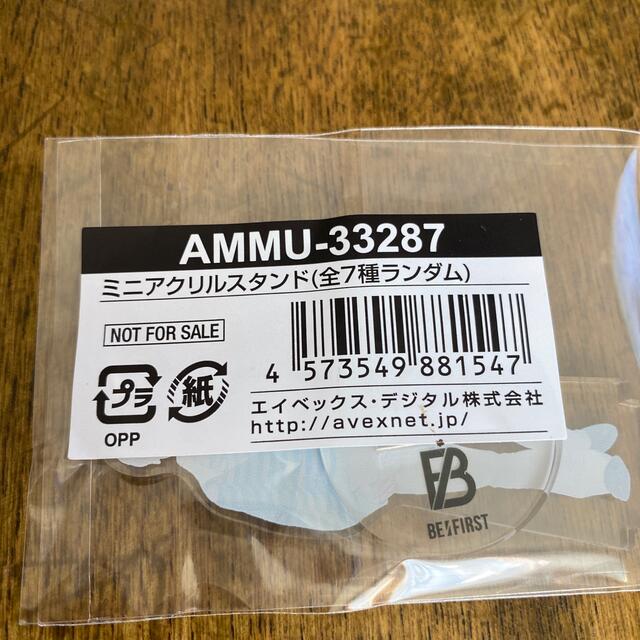 AMMU-33287
ミニアクリルスタンド(全7種ランダム)
NOT FOR SALE
4 573549 881547
プラ 紙
OPP
エイベックス・デジタル株式会社
http://avexnet.jp/
BE:FIRST